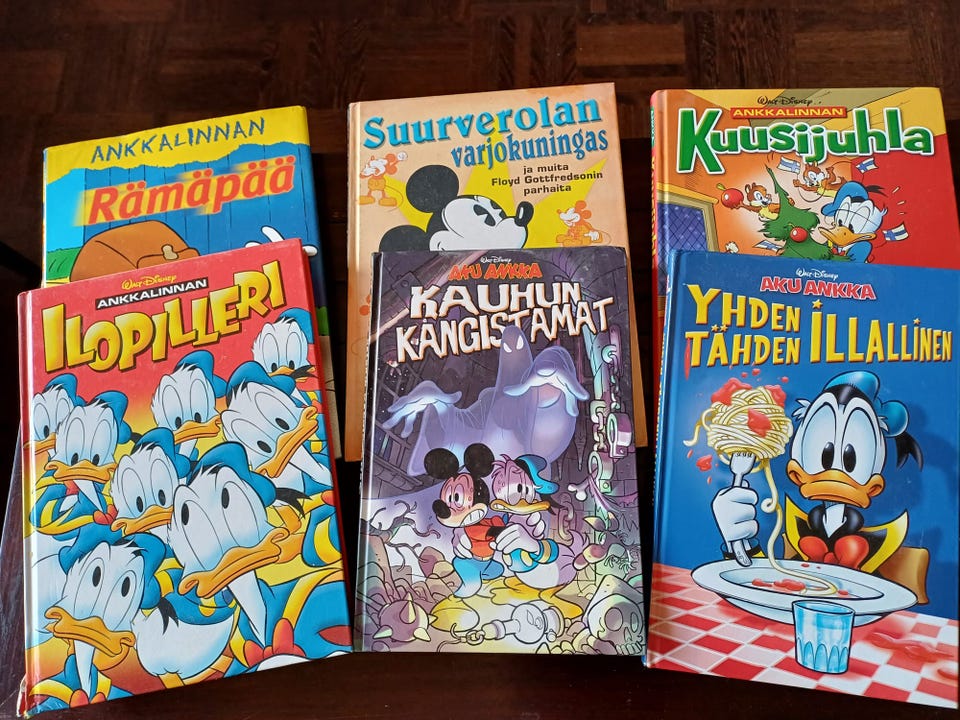 ANKKALINNAN
Rämäpää
Suurverolan
varjokuningas
ja muita
Floyd Gottfredsonin
parhaita
Walt Disney
ANKKALINNAN
Kuusijuhla
Walt Disney
ANKKALINNAN
ILOPILLERI
Walt Disney
AKU ANKKA
KAUHUN
KANGISTAMAT
Walt Disney
AKU ANKKA
YHDEN
TÄHDEN ILLALLINEN